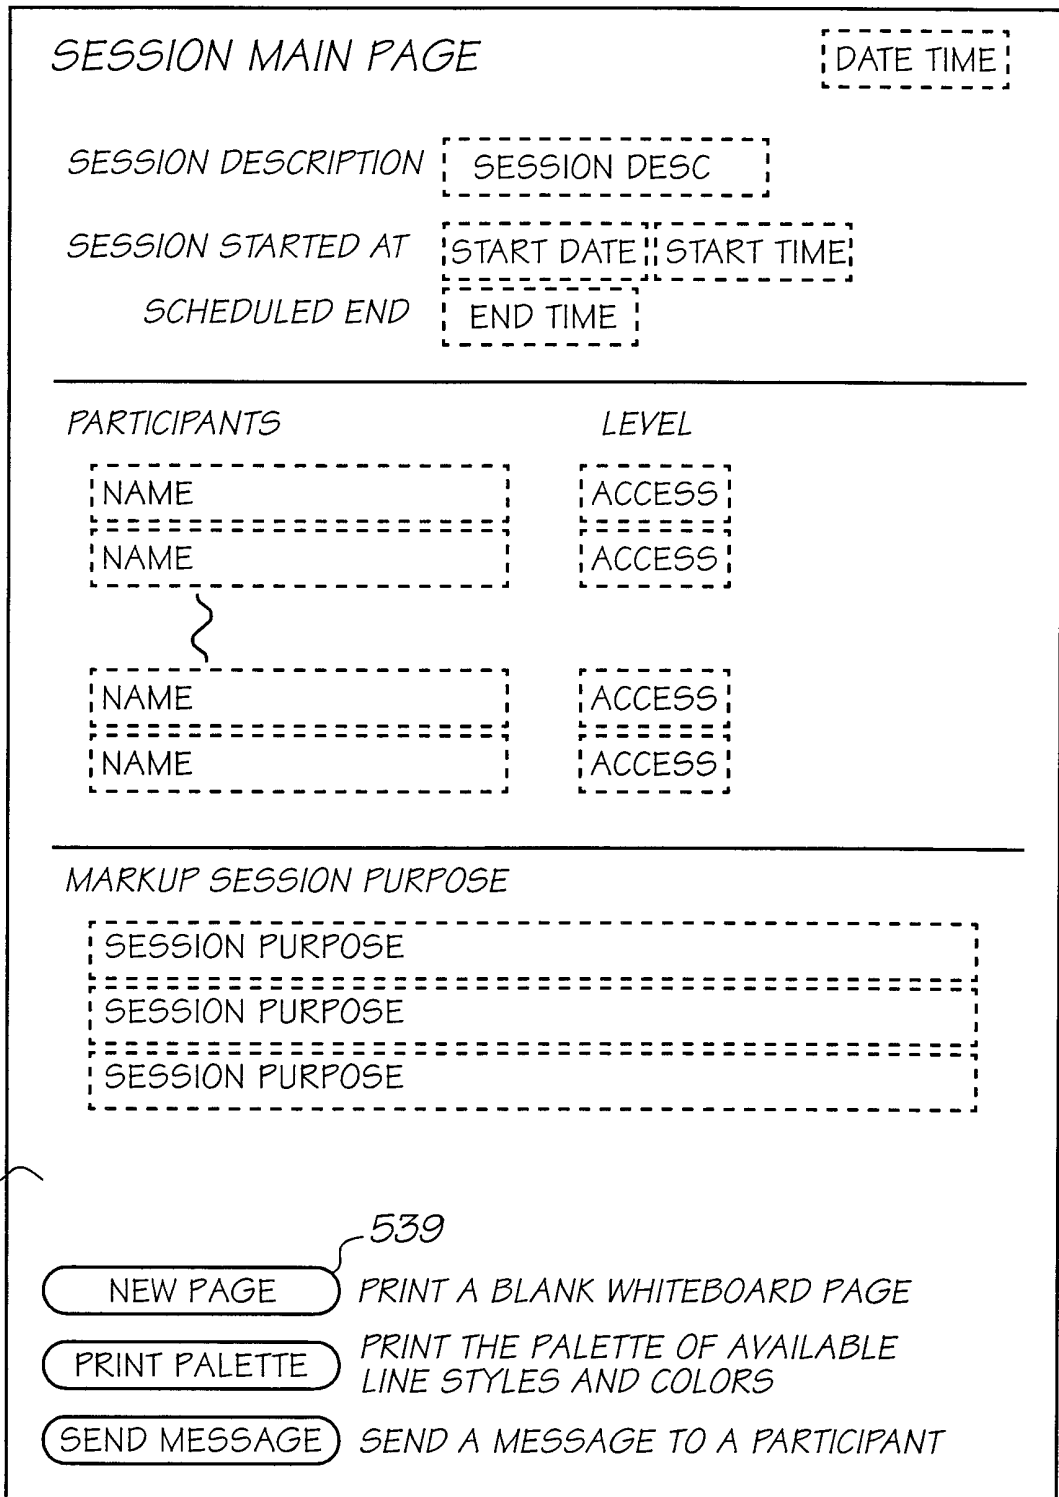 SESSION MAIN PAGE DATE TIME
SESSION DESCRIPTION SESSION DESC
SESSION STARTED AT START DATE START TIME
SCHEDULED END END TIME
PARTICIPANTS LEVEL
NAME ACCESS
NAME ACCESS
NAME ACCESS
NAME ACCESS
MARKUP SESSION PURPOSE
SESSION PURPOSE
SESSION PURPOSE
SESSION PURPOSE
539
NEW PAGE PRINT A BLANK WHITEBOARD PAGE
PRINT PALETTE PRINT THE PALETTE OF AVAILABLE
LINE STYLES AND COLORS
SEND MESSAGE SEND A MESSAGE TO A PARTICIPANT